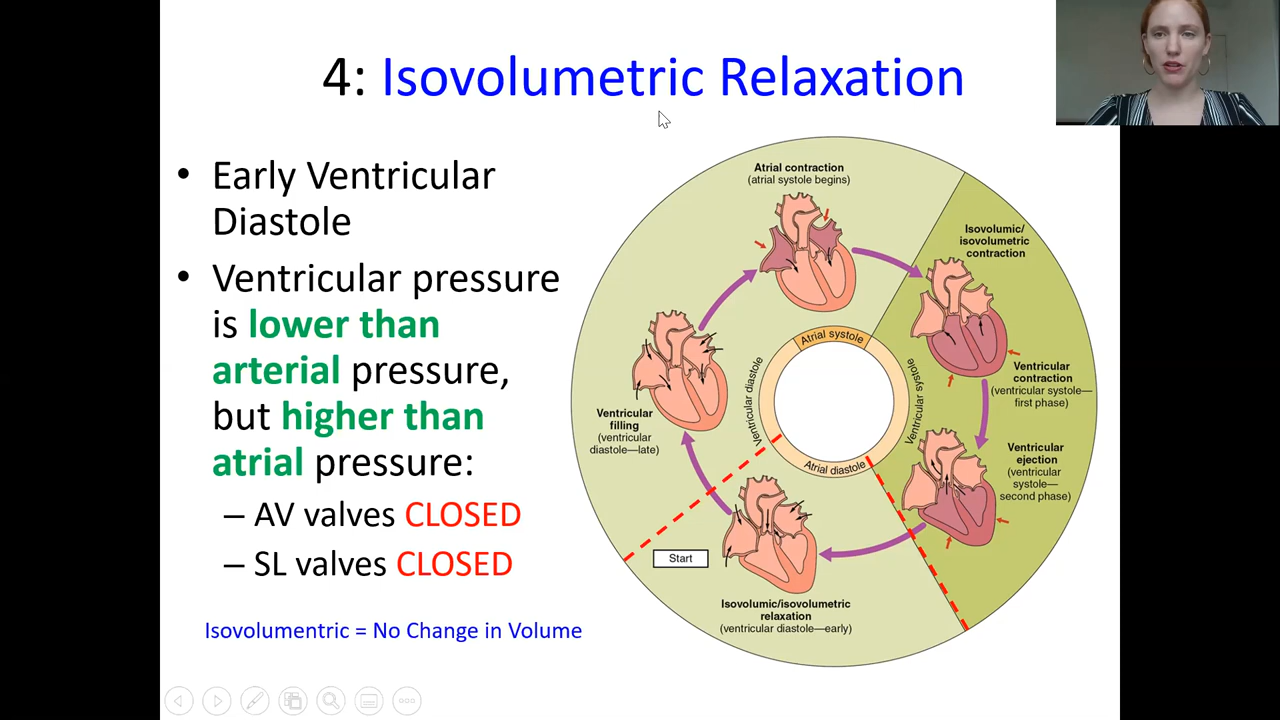 4: Isovolumetric Relaxation
• Early Ventricular
Diastole
• Ventricular pressure
is lower than
arterial pressure,
but higher than
atrial pressure:
– AV valves CLOSED
– SL valves CLOSED
Isovolumentric = No Change in Volume
Atrial contraction
(atrial systole begins)
Isovolumic/
isovolumetric
contraction
Ventricular
contraction
(ventricular systole—
first phase)
Ventricular
ejection
(ventricular
systole—
second phase)
Isovolumic/isovolumetric
relaxation
(ventricular diastole—early)
Start
Ventricular
filling
(ventricular
diastole—late)
Atrial systole
Ventricular systole
Atrial diastole
Ventricular diastole